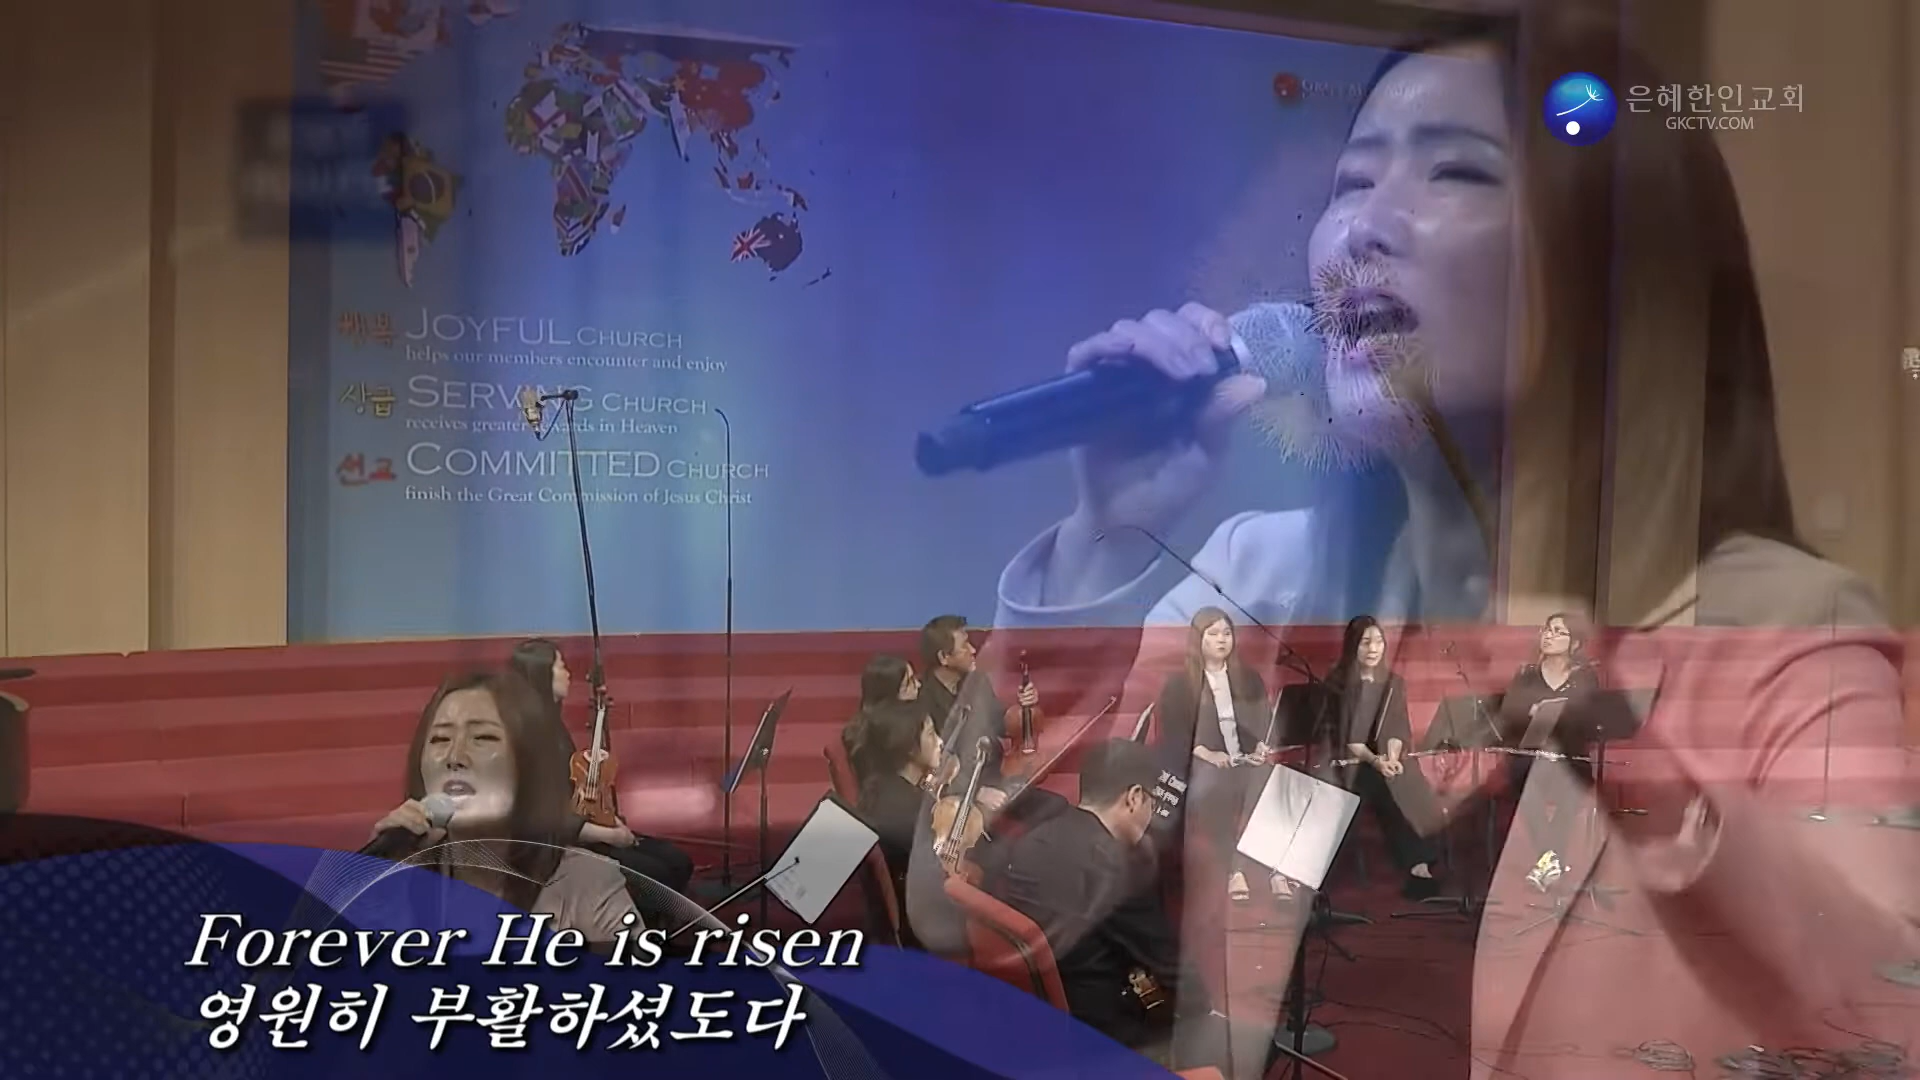 은혜한인교회
GKCTV.COM
JOYFUL CHURCH
helps our members encounter and enjoy
상급 SERVING CHURCH
receives greater rewards in Heaven
선교 COMMITTED CHURCH
finish the Great Commission of Jesus Christ
Forever He is risen
영원히 부활하셨도다